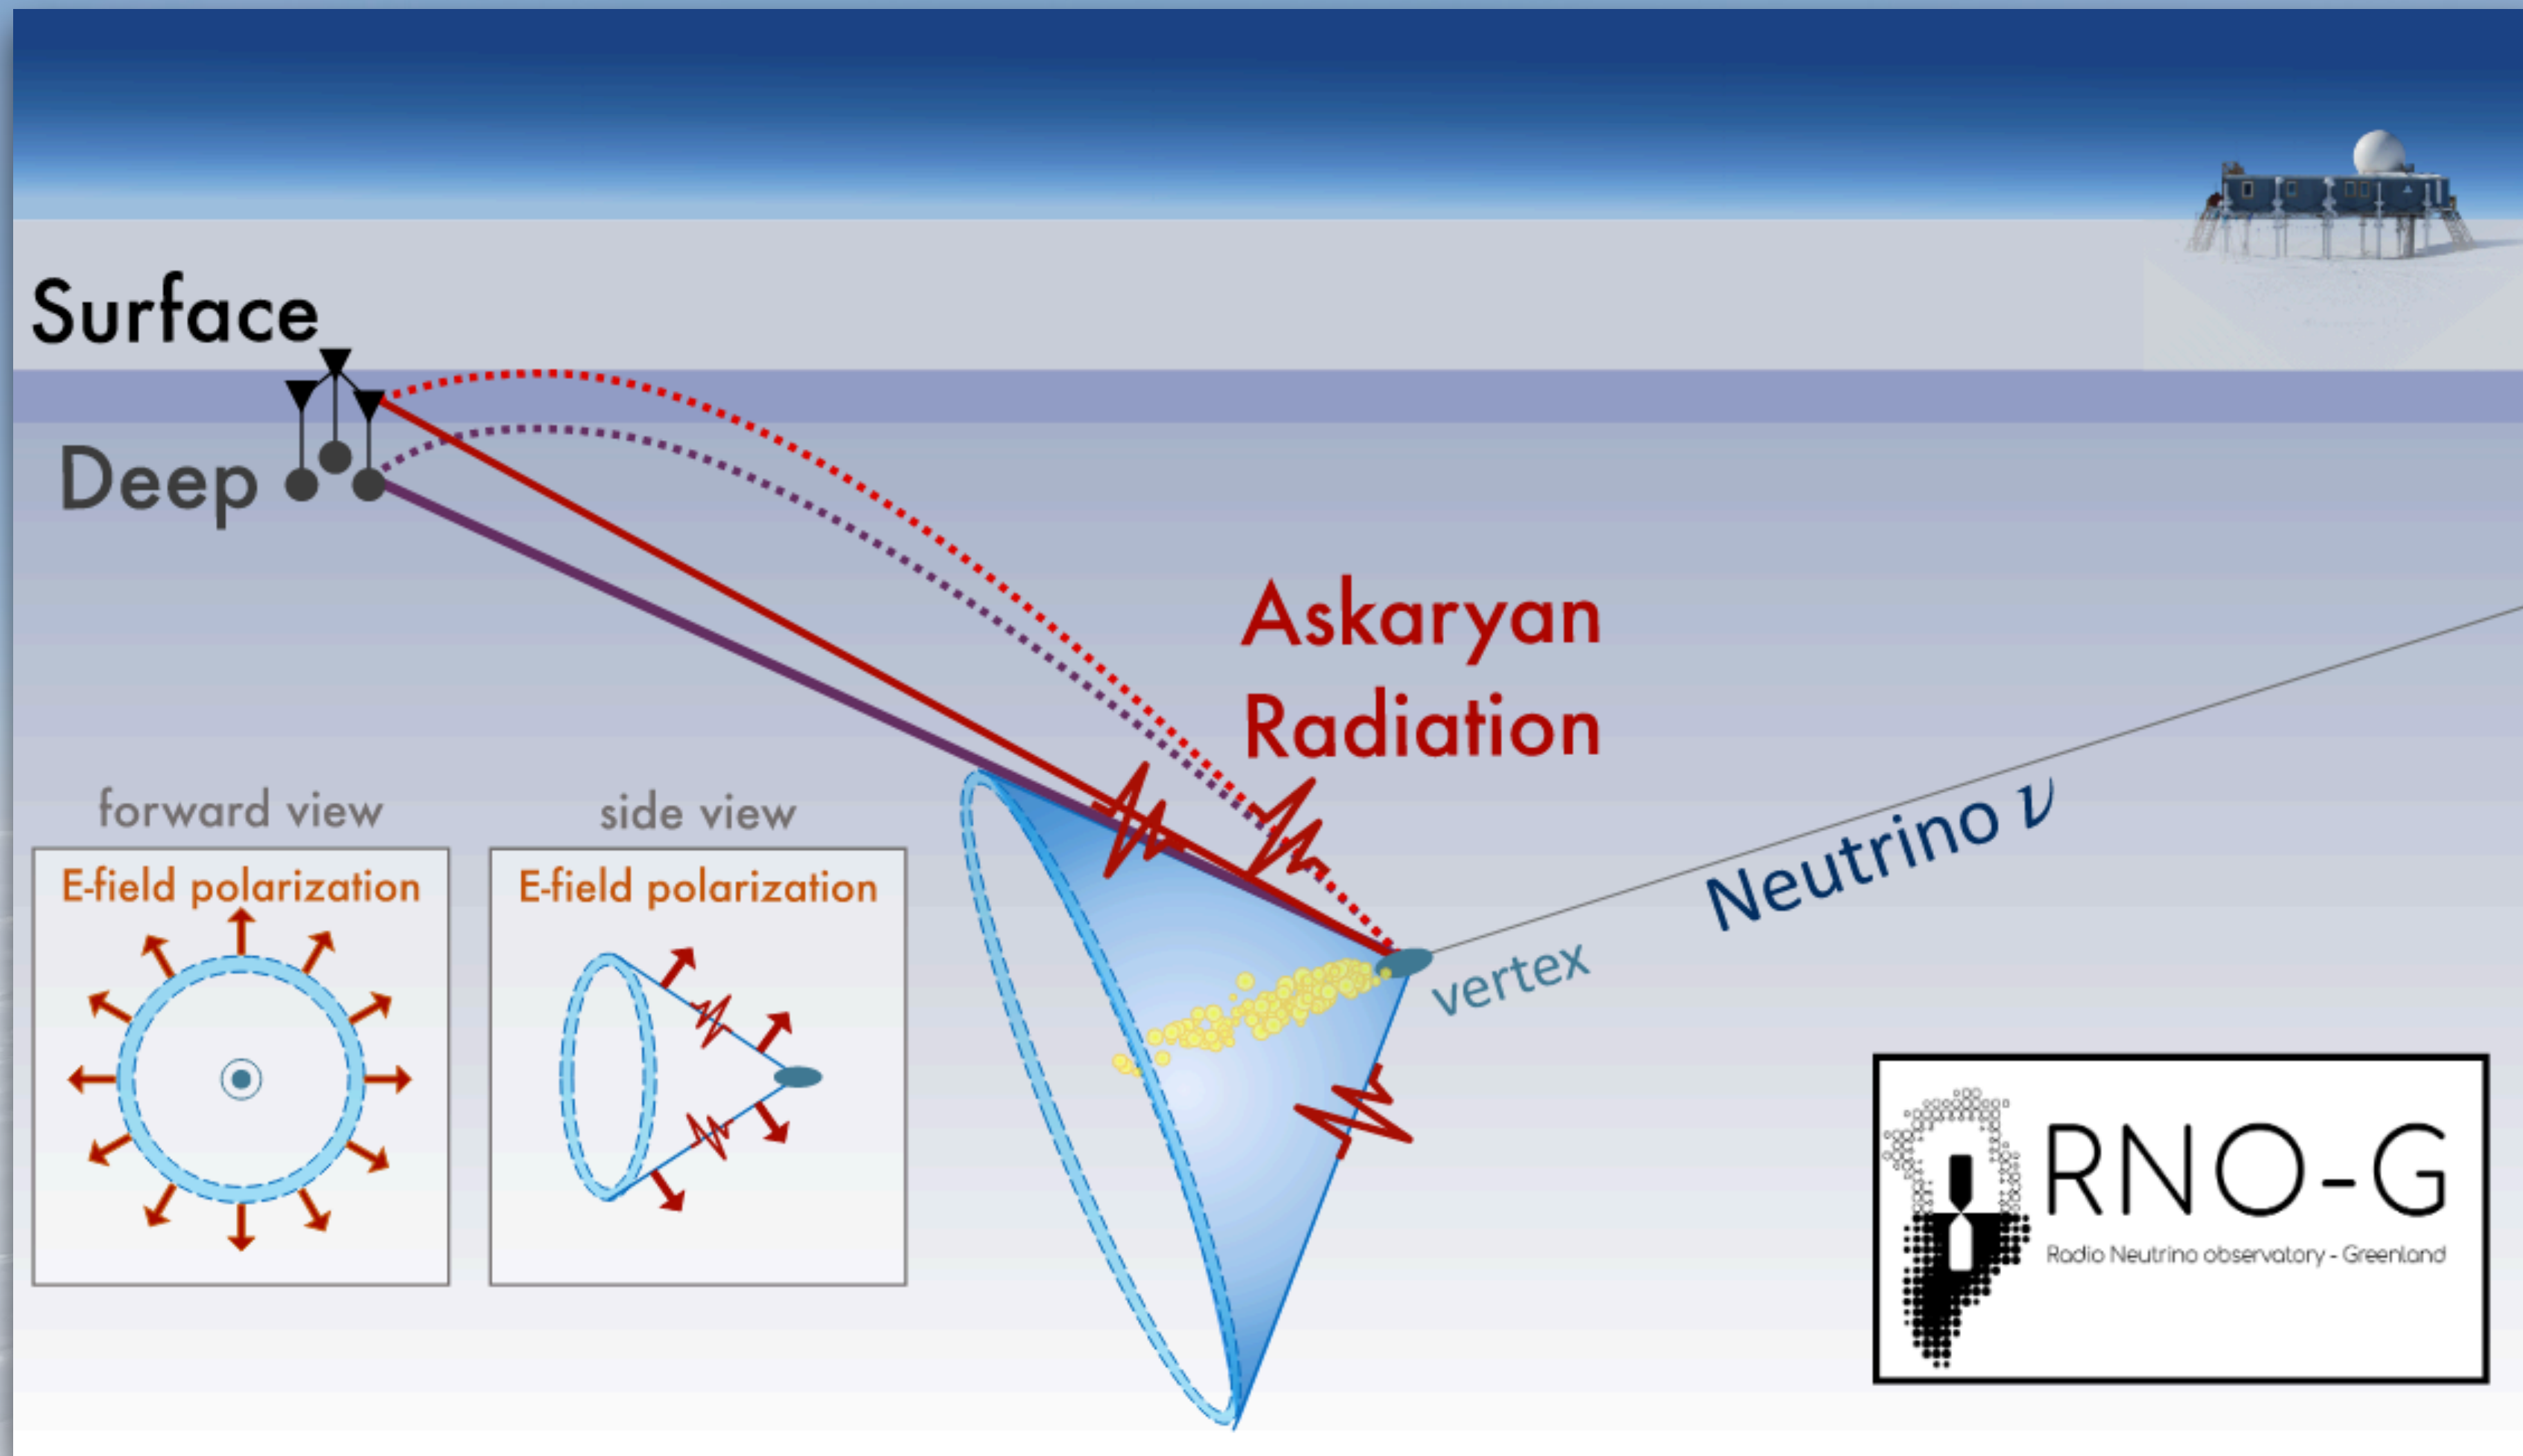 Surface
Deep
Askaryan
Radiation
Neutrino ν
vertex
forward view
E-field polarization
side view
E-field polarization
RNO-G
Radio Neutrino observatory - Greenland